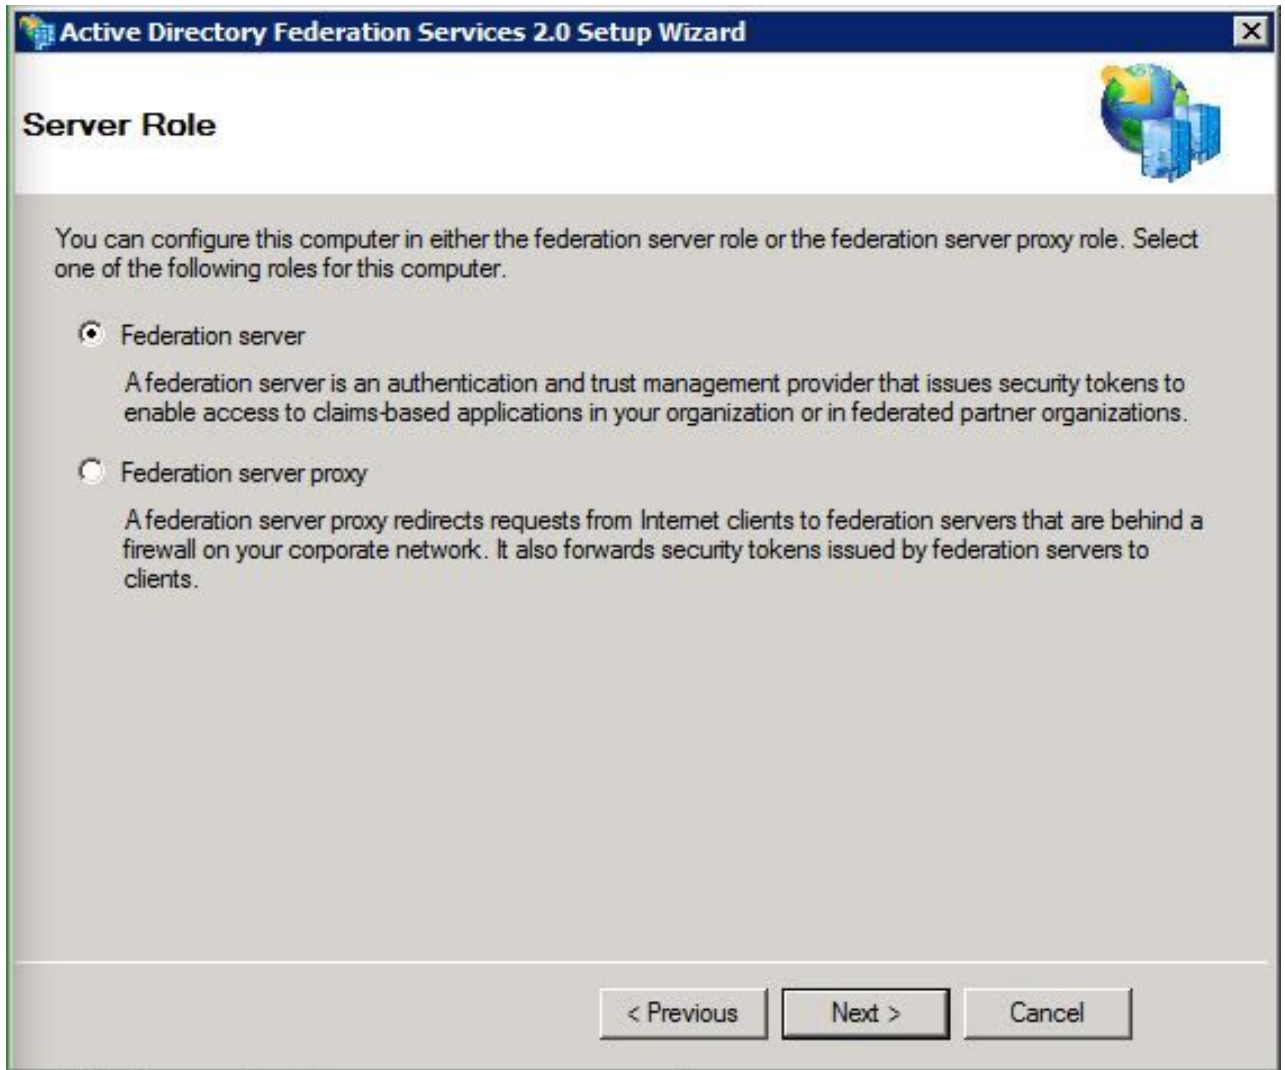 Active Directory Federation Services 2.0 Setup Wizard
Server Role
You can configure this computer in either the federation server role or the federation server proxy role. Select
one of the following roles for this computer.
Federation server
A federation server is an authentication and trust management provider that issues security tokens to
enable access to claims-based applications in your organization or in federated partner organizations.
Federation server proxy
A federation server proxy redirects requests from Internet clients to federation servers that are behind a
firewall on your corporate network. It also forwards security tokens issued by federation servers to
clients.
< Previous
Next >
Cancel